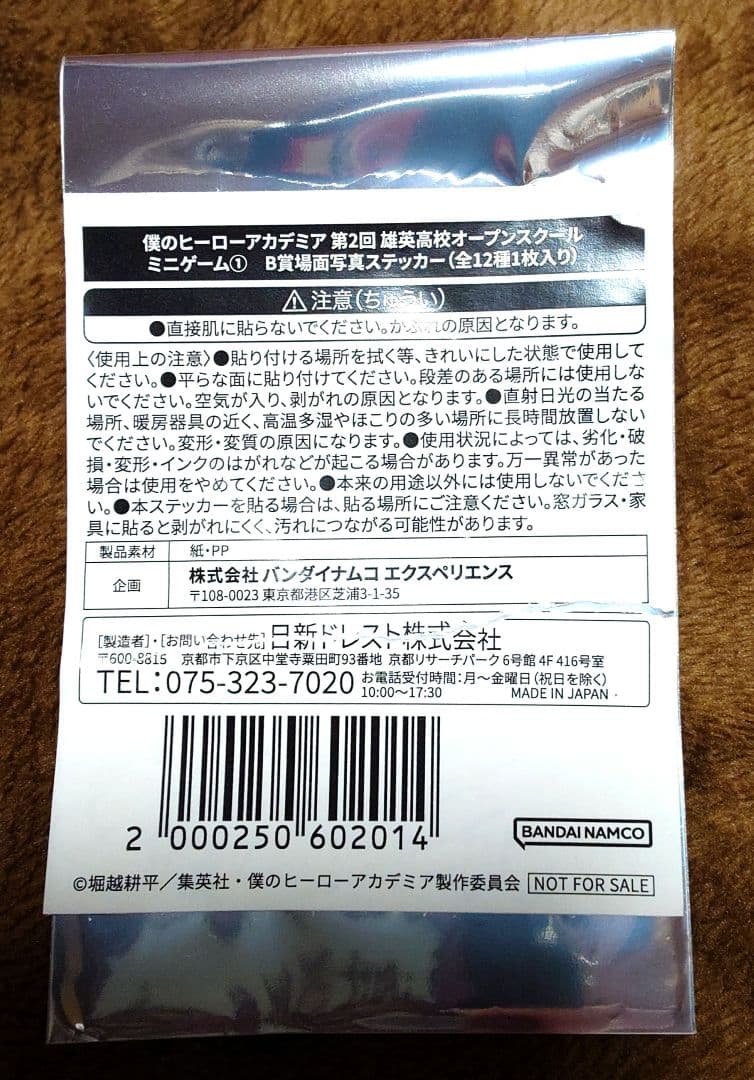 僕のヒーローアカデミア 第2回 雄英高校オープンスクール
ミニゲーム① B賞場面写真ステッカー(全12種1枚入り)
⚠注意(ちゅうい)
●直接肌に貼らないでください。かぶれの原因となります。
〈使用上の注意〉●貼り付ける場所を拭く等、きれいにした状態で使用して
ください。●平らな面に貼り付けてください。段差のある場所には使用しな
いでください。空気が入り、剥がれの原因となります。●直射日光の当たる
場所、暖房器具の近く、高温多湿やほこりの多い場所に長時間放置しない
でください。変形・変質の原因になります。●使用状況によっては、劣化・破
損・変形・インクのはがれなどが起こる場合があります。万一異常があった
場合は使用をやめてください。●本来の用途以外には使用しないでくださ
い。●本ステッカーを貼る場合は、貼る場所にご注意ください。窓ガラス・家
具に貼ると剥がれにくく、汚れにつながる可能性があります。
製品素材 紙・PP
企画 株式会社 バンダイナムコ エクスペリエンス
〒108-0023 東京都港区芝浦3-1-35
[製造者]・[お問い合わせ先] 日新ドレスト株式会社
〒600-8815 京都市下京区中堂寺粟田町93番地 京都リサーチパーク 6号館 4F 416号室
TEL:075-323-7020 お電話受付時間:月〜金曜日(祝日を除く)
10:00〜17:30 MADE IN JAPAN
2 000250 602014
BANDAI NAMCO
©堀越耕平/集英社・僕のヒーローアカデミア製作委員会 NOT FOR SALE